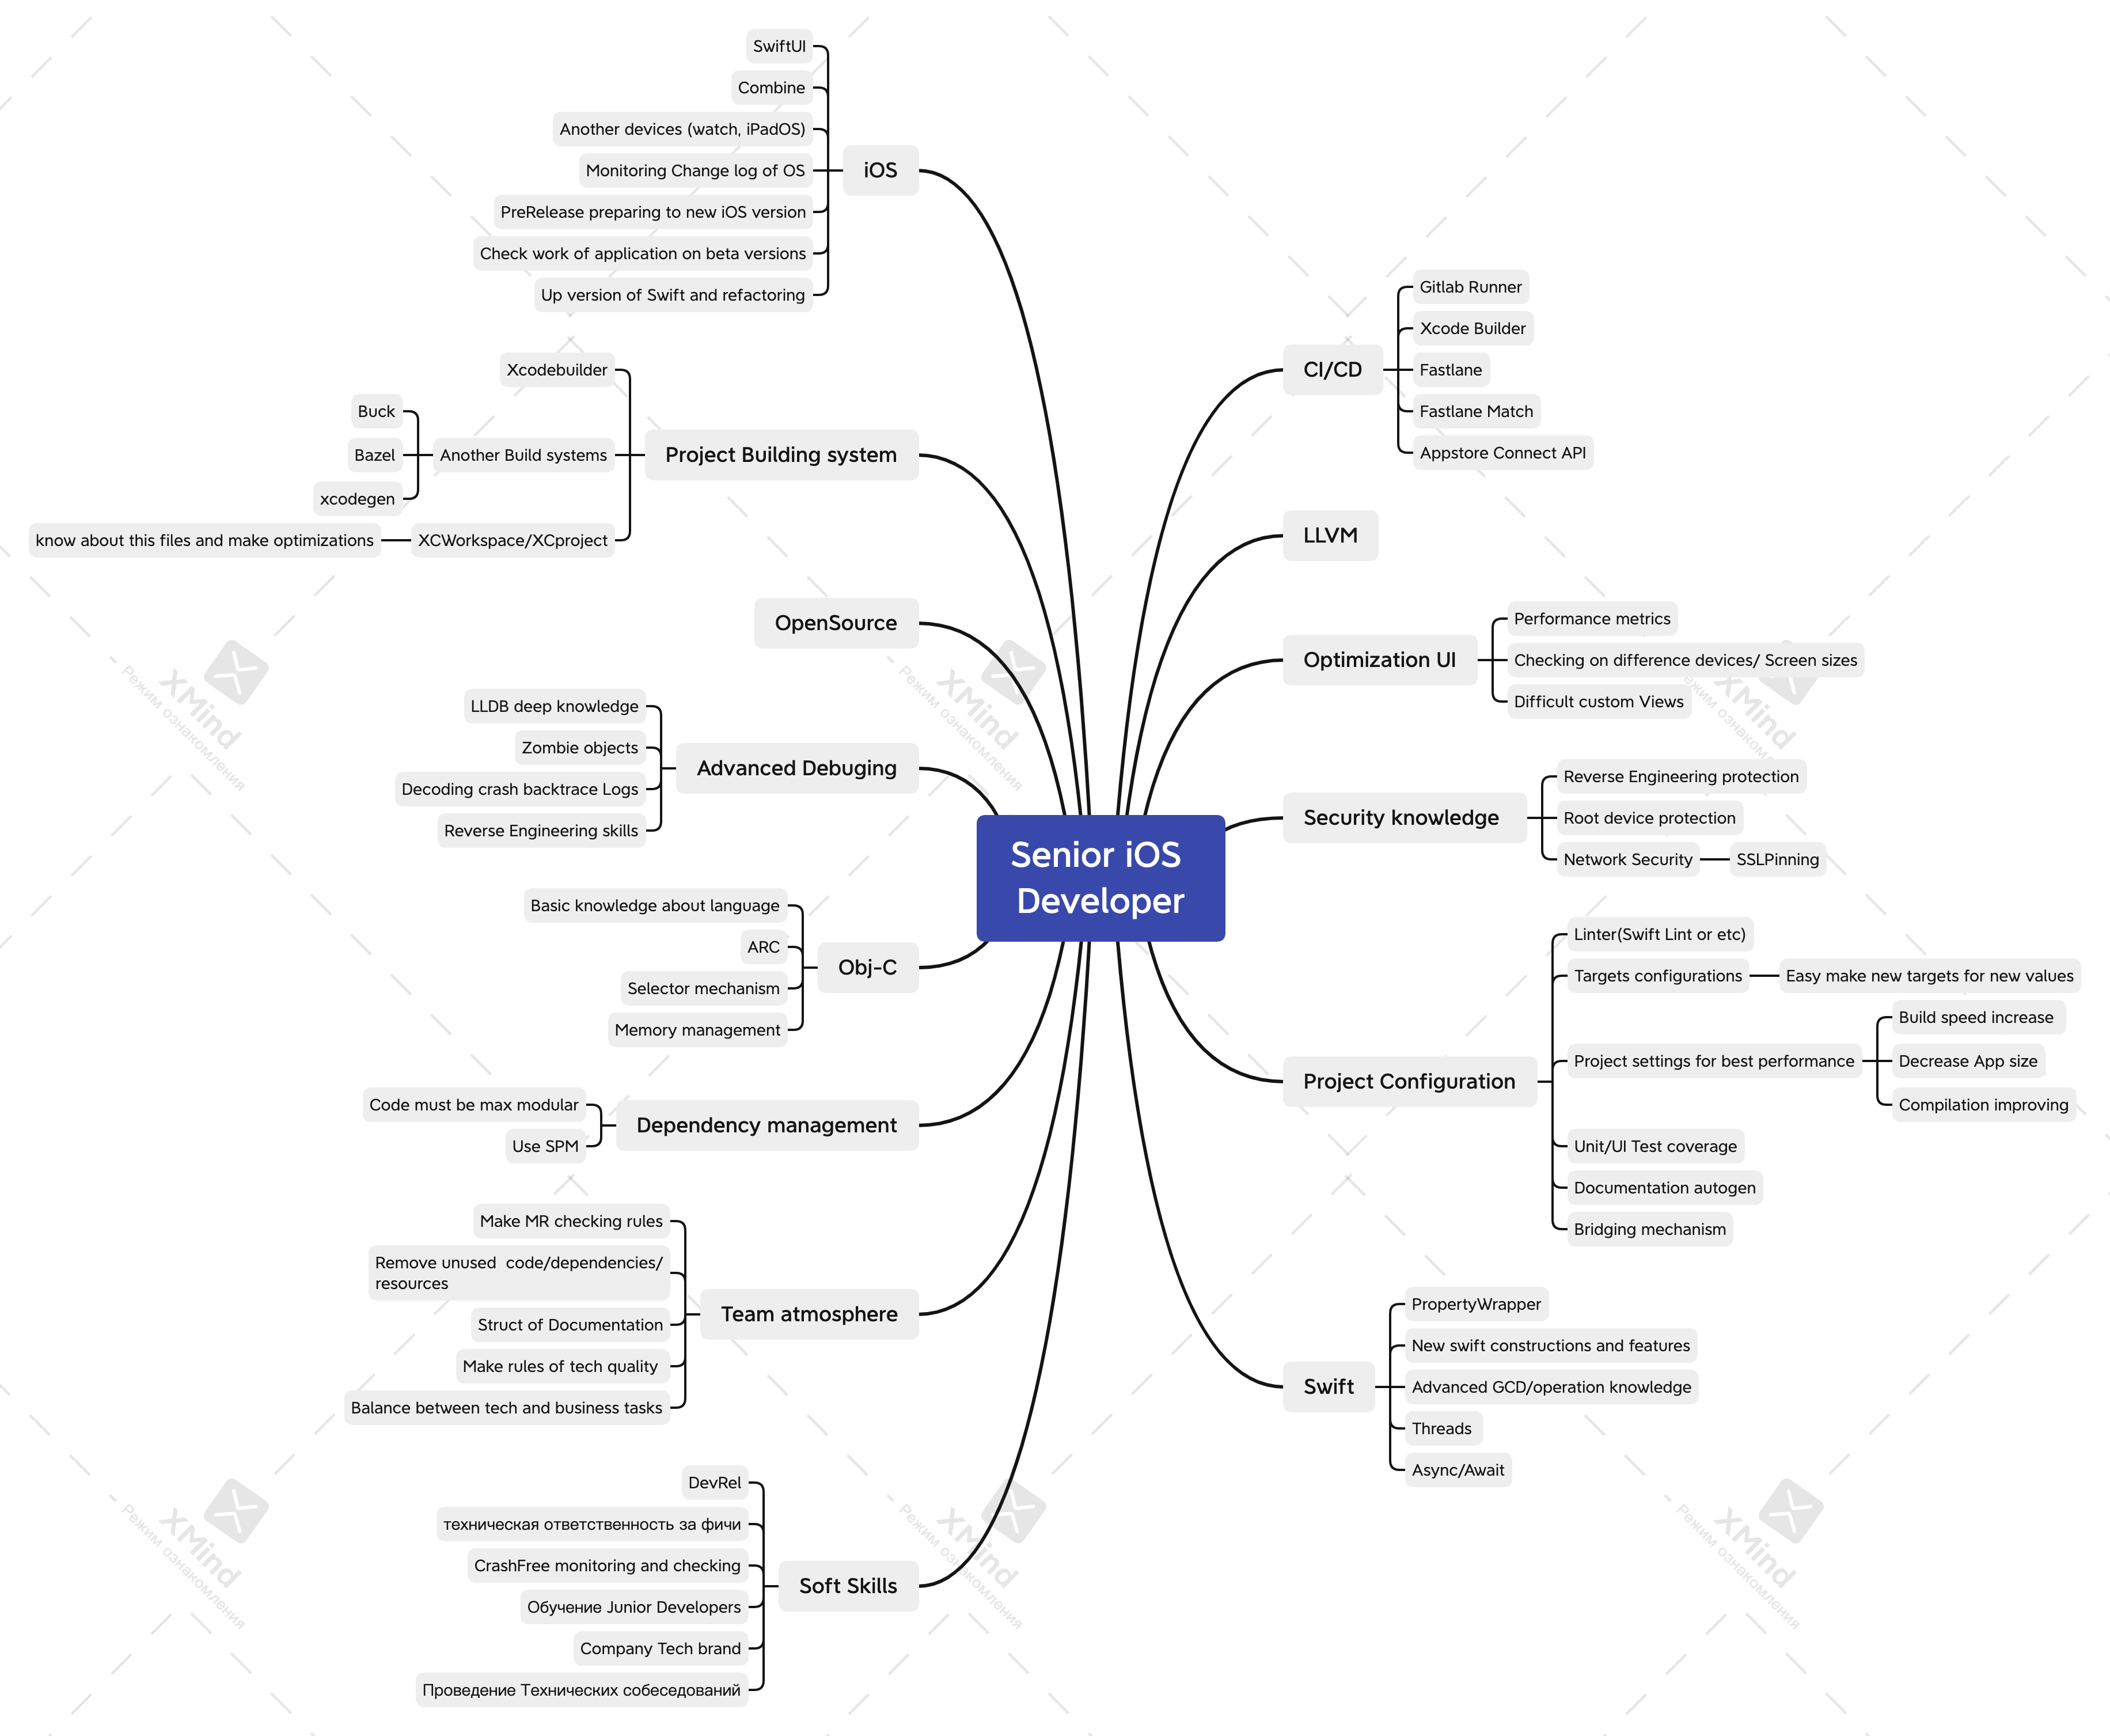 Senior iOS
Developer
CI/CD
Gitlab Runner
Xcode Builder
Fastlane
Fastlane Match
Appstore Connect API
LLVM
Optimization UI
Performance metrics
Checking on difference devices/ Screen sizes
Difficult custom Views
Security knowledge
Reverse Engineering protection
Root device protection
Network Security
SSLPinning
Project Configuration
Linter(Swift Lint or etc)
Targets configurations
Easy make new targets for new values
Project settings for best performance
Build speed increase
Decrease App size
Compilation improving
Unit/UI Test coverage
Documentation autogen
Bridging mechanism
Swift
PropertyWrapper
New swift constructions and features
Advanced GCD/operation knowledge
Threads
Async/Await
iOS
SwiftUI
Combine
Another devices (watch, iPadOS)
Monitoring Change log of OS
PreRelease preparing to new iOS version
Check work of application on beta versions
Up version of Swift and refactoring
Project Building system
Xcodebuilder
Another Build systems
Buck
Bazel
xcodegen
XCWorkspace/XCproject
know about this files and make optimizations
OpenSource
Advanced Debuging
LLDB deep knowledge
Zombie objects
Decoding crash backtrace Logs
Reverse Engineering skills
Obj-C
Basic knowledge about language
ARC
Selector mechanism
Memory management
Dependency management
Code must be max modular
Use SPM
Team atmosphere
Make MR checking rules
Remove unused  code/dependencies/
resources
Struct of Documentation
Make rules of tech quality
Balance between tech and business tasks
Soft Skills
DevRel
техническая ответственность за фичи
CrashFree monitoring and checking
Обучение Junior Developers
Company Tech brand
Проведение Технических собеседований
XMind
Режим ознакомления
XMind
Режим ознакомления
XMind
Режим ознакомления
XMind
Режим ознакомления
XMind
Режим ознакомления
XMind
Режим ознакомления